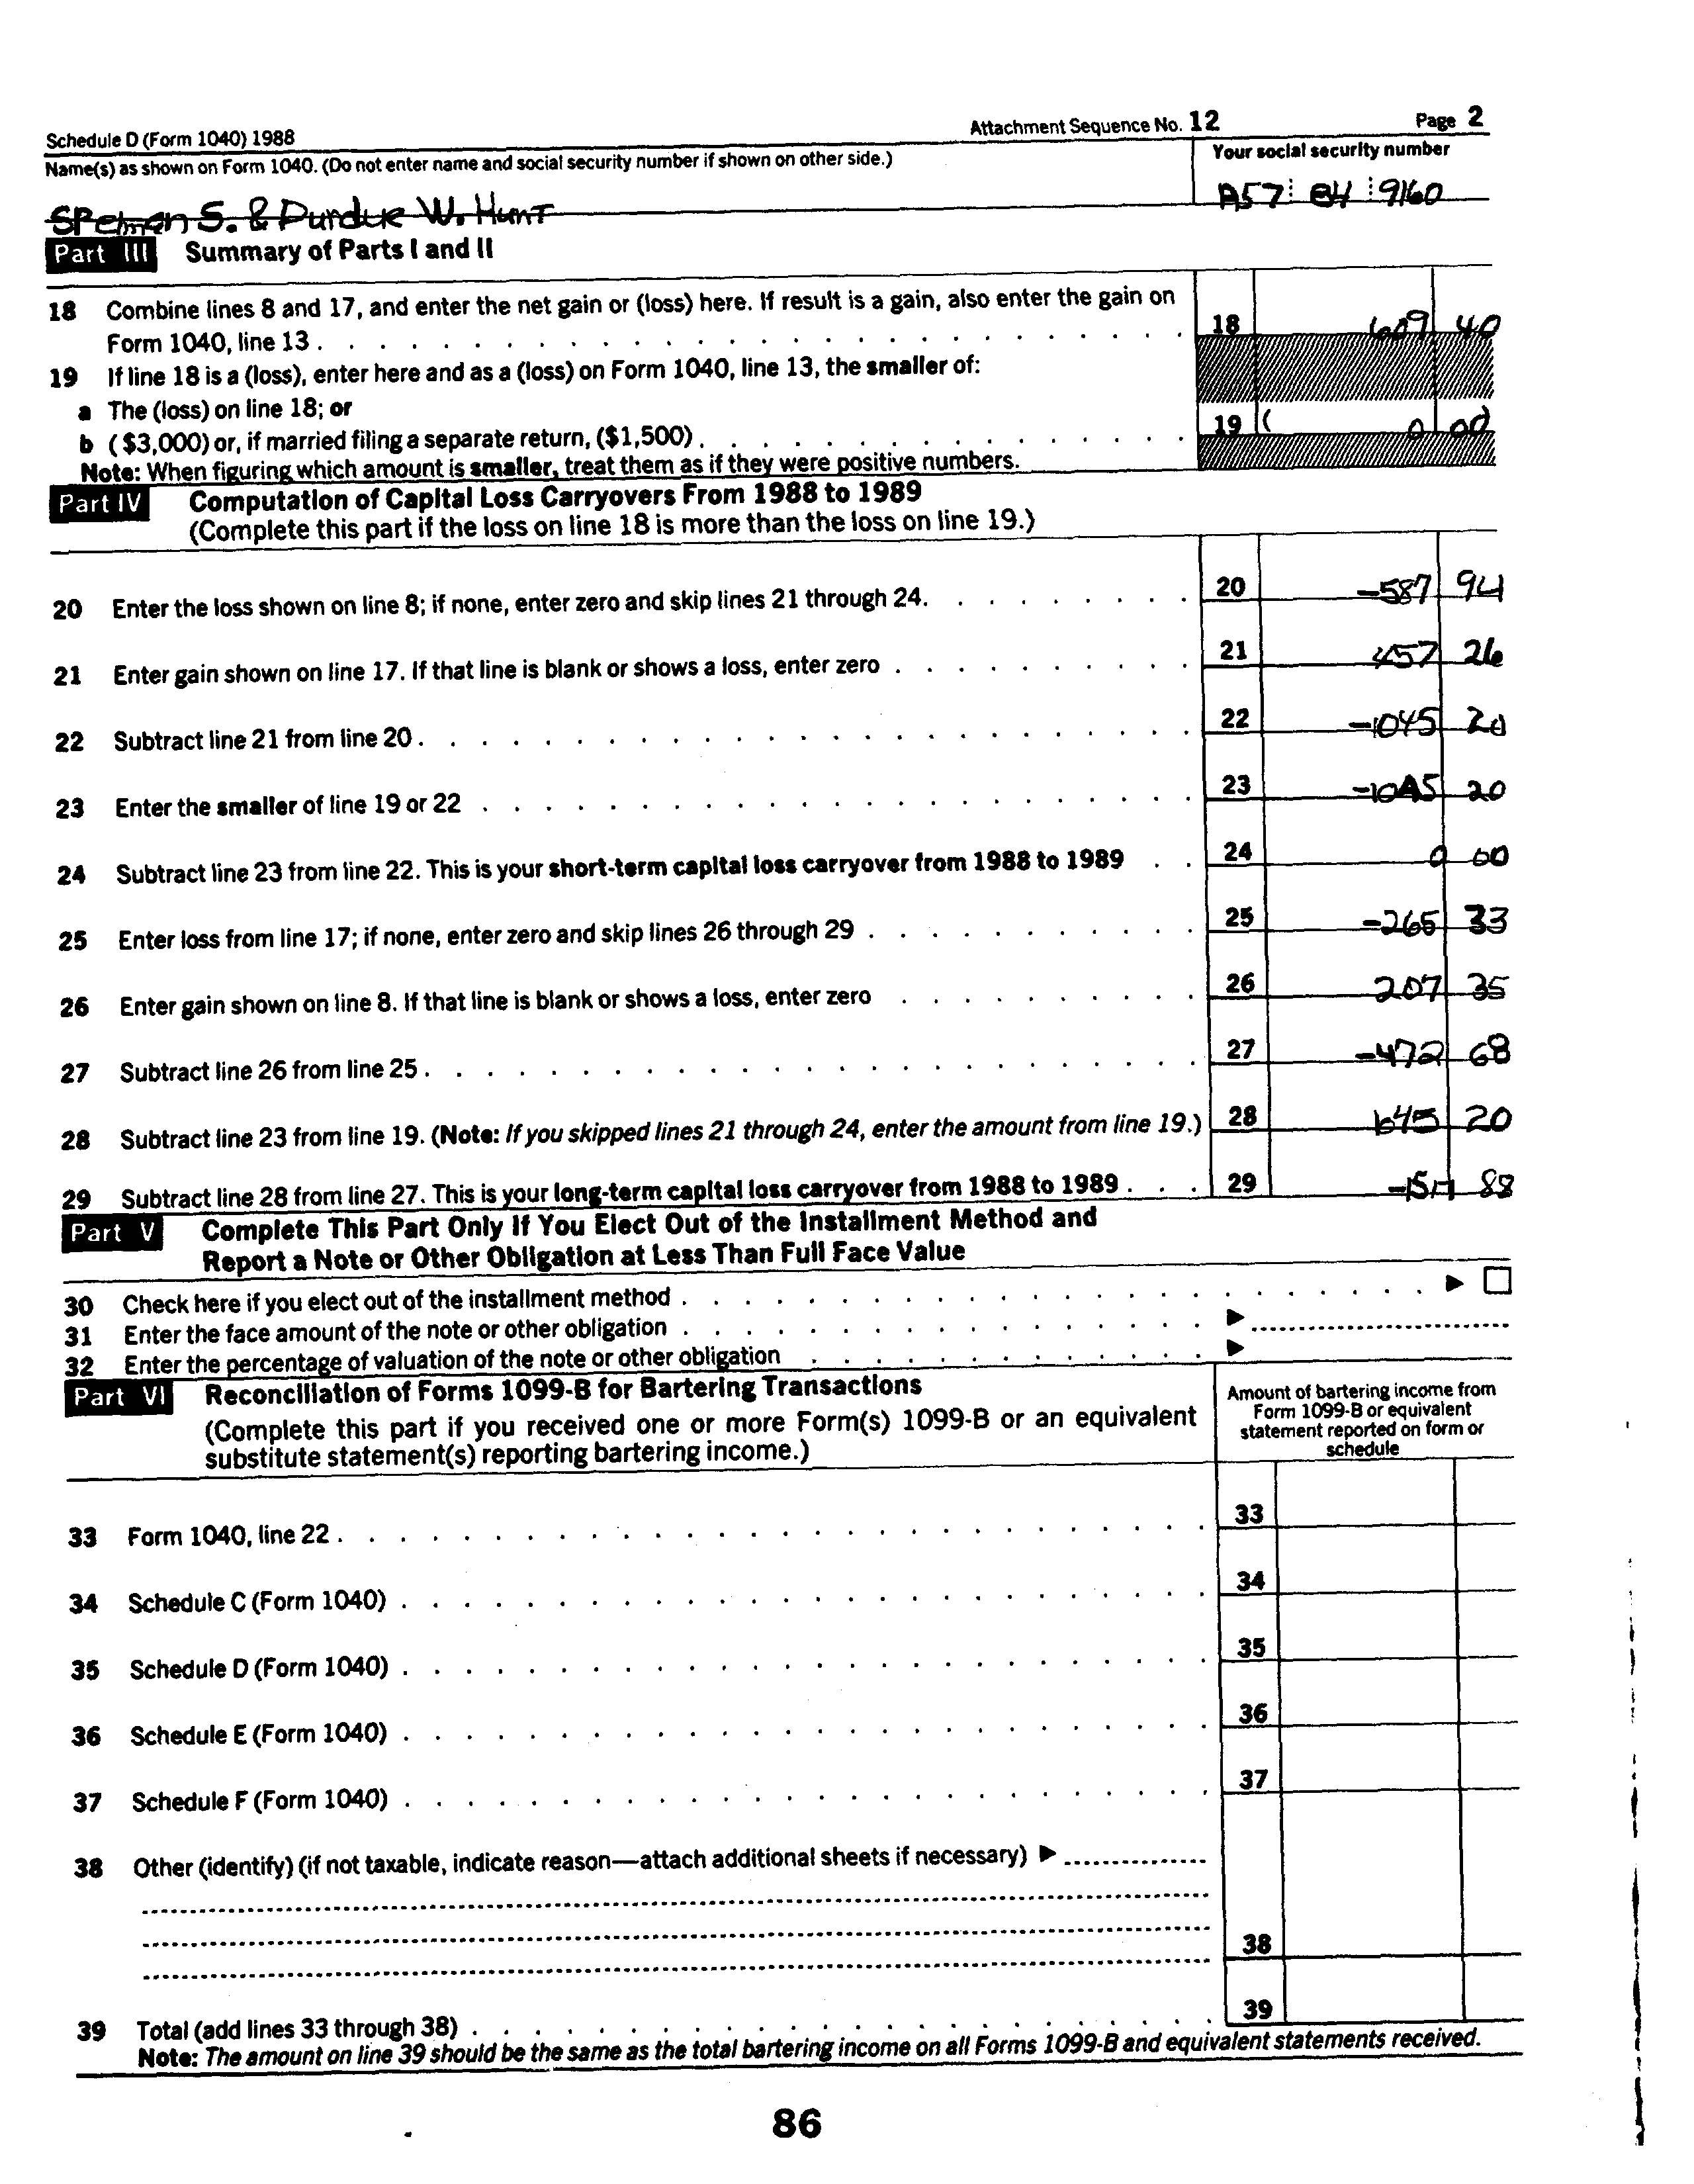 Schedule D (Form 1040) 1988 Attachment Sequence No. 12 Page 2
Name(s) as shown on Form 1040. (Do not enter name and social security number if shown on other side.) Your social security number
S. & Purdue W. Hunt A57 84 9160
Part III Summary of Parts I and II
18 Combine lines 8 and 17, and enter the net gain or (loss) here. If result is a gain, also enter the gain on
Form 1040, line 13 . 18 609 40
19 If line 18 is a (loss), enter here and as a (loss) on Form 1040, line 13, the smaller of:
a The (loss) on line 18; or
b ($3,000) or, if married filing a separate return, ($1,500) . 19 ( 0 00)
Note: When figuring which amount is smaller, treat them as if they were positive numbers.
Part IV Computation of Capital Loss Carryovers From 1988 to 1989
(Complete this part if the loss on line 18 is more than the loss on line 19.)
20 Enter the loss shown on line 8; if none, enter zero and skip lines 21 through 24. 20 -587 94
21 Enter gain shown on line 17. If that line is blank or shows a loss, enter zero . 21 457 26
22 Subtract line 21 from line 20 . 22 -1045 20
23 Enter the smaller of line 19 or 22 . 23 -10A5 20
24 Subtract line 23 from line 22. This is your short-term capital loss carryover from 1988 to 1989 . 24 0 00
25 Enter loss from line 17; if none, enter zero and skip lines 26 through 29 . 25 -265 33
26 Enter gain shown on line 8. If that line is blank or shows a loss, enter zero . 26 207 35
27 Subtract line 26 from line 25 . 27 -472 68
28 Subtract line 23 from line 19. (Note: If you skipped lines 21 through 24, enter the amount from line 19.) 28 645 20
29 Subtract line 28 from line 27. This is your long-term capital loss carryover from 1988 to 1989 . 29 88
Part V Complete This Part Only If You Elect Out of the Installment Method and
Report a Note or Other Obligation at Less Than Full Face Value
30 Check here if you elect out of the installment method . ▶ □
31 Enter the face amount of the note or other obligation . ▶
32 Enter the percentage of valuation of the note or other obligation . ▶
Part VI Reconciliation of Forms 1099-B for Bartering Transactions
(Complete this part if you received one or more Form(s) 1099-B or an equivalent
substitute statement(s) reporting bartering income.)
Amount of bartering income from
Form 1099-B or equivalent
statement reported on form or
schedule
33 Form 1040, line 22 . 33
34 Schedule C (Form 1040) . 34
35 Schedule D (Form 1040) . 35
36 Schedule E (Form 1040) . 36
37 Schedule F (Form 1040) . 37
38 Other (identify) (if not taxable, indicate reason—attach additional sheets if necessary) ▶
38
39 Total (add lines 33 through 38) . 39
Note: The amount on line 39 should be the same as the total bartering income on all Forms 1099-B and equivalent statements received.
86